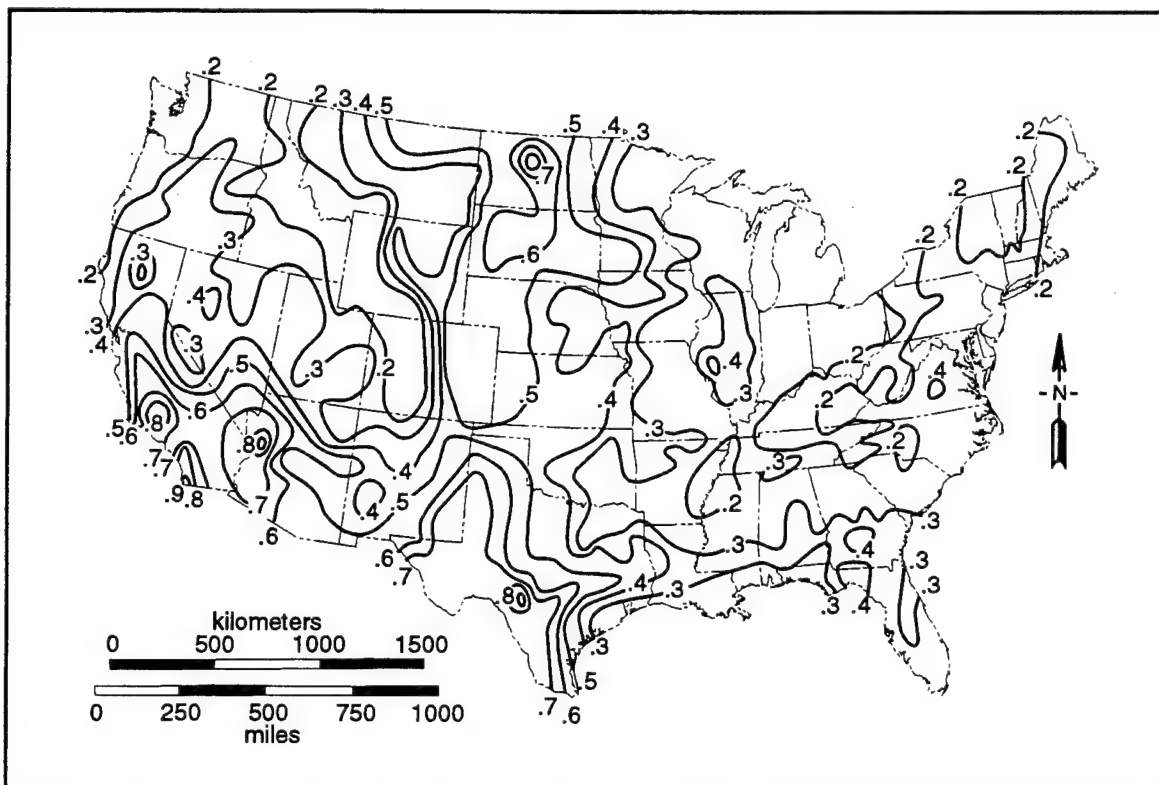 .2 .2 .2 .3 .4 .5 .5 .4 .3 .2
.7
.2 .2
.3 .3 .6 .2
.2 .4 .2
.3 .3 .4
.4 .5 .3 .2 .5 .3 .2 .4
.6 .4 .2
.5 .6 .8 .8 .3 .2
.7 .4 .3
.7 .4 .5 .2
.9 .8 .7 .3
.6 .3 .4
.6 .4 .3
.7 .3 .4 .3
.8 .3
.3
.5
.7 .6
-N-
kilometers
0 500 1000 1500
0 250 500 750 1000
miles